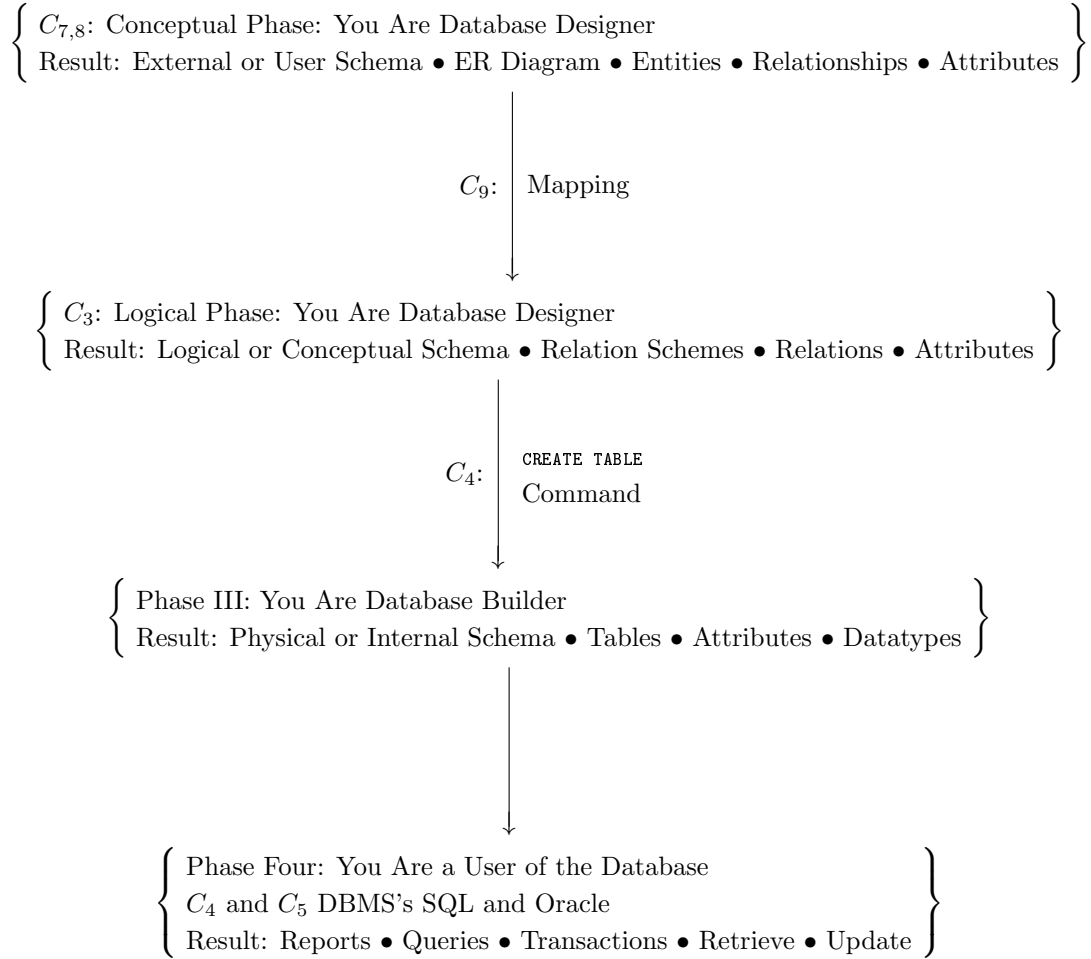 C7,8: Conceptual Phase: You Are Database Designer
Result: External or User Schema • ER Diagram • Entities • Relationships • Attributes
C9: Mapping
C3: Logical Phase: You Are Database Designer
Result: Logical or Conceptual Schema • Relation Schemes • Relations • Attributes
C4: CREATE TABLE
Command
Phase III: You Are Database Builder
Result: Physical or Internal Schema • Tables • Attributes • Datatypes
Phase Four: You Are a User of the Database
C4 and C5 DBMS's SQL and Oracle
Result: Reports • Queries • Transactions • Retrieve • Update